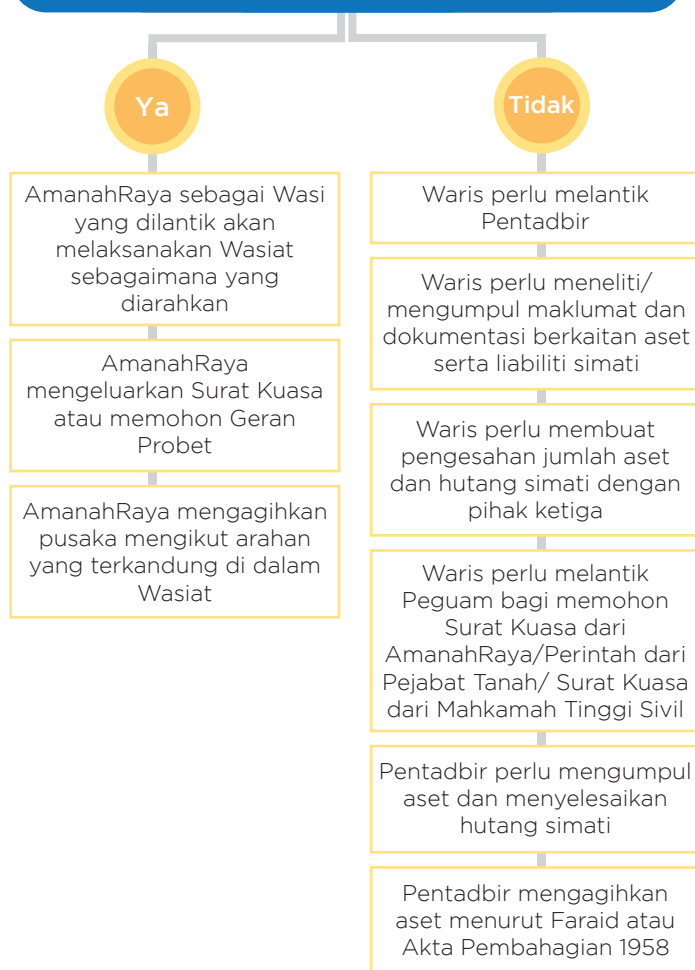 Ya
AmanahRaya sebagai Wasi
yang dilantik akan
melaksanakan Wasiat
sebagaimana yang
diarahkan
AmanahRaya
mengeluarkan Surat Kuasa
atau memohon Geran
Probet
AmanahRaya mengagihkan
pusaka mengikut arahan
yang terkandung di dalam
Wasiat
Tidak
Waris perlu melantik
Pentadbir
Waris perlu meneliti/
mengumpul maklumat dan
dokumentasi berkaitan aset
serta liabiliti simati
Waris perlu membuat
pengesahan jumlah aset
dan hutang simati dengan
pihak ketiga
Waris perlu melantik
Peguam bagi memohon
Surat Kuasa dari
AmanahRaya/Perintah dari
Pejabat Tanah/ Surat Kuasa
dari Mahkamah Tinggi Sivil
Pentadbir perlu mengumpul
aset dan menyelesaikan
hutang simati
Pentadbir mengagihkan
aset menurut Faraid atau
Akta Pembahagian 1958